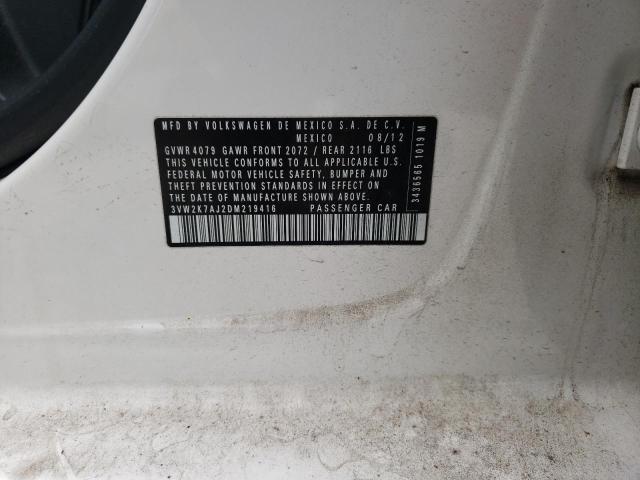 MFD BY VOLKSWAGEN DE MEXICO S.A. DE C.V.
MEXICO 08/12
GVWR 4079 GAWR FRONT 2072 / REAR 2116 LBS
THIS VEHICLE CONFORMS TO ALL APPLICABLE U.S.
FEDERAL MOTOR VEHICLE SAFETY, BUMPER AND
THEFT PREVENTION STANDARDS IN EFFECT ON
THE DATE OF MANUFACTURE SHOWN ABOVE.
3VW2K7AJ2DM219416 PASSENGER CAR
3436565 1019 M